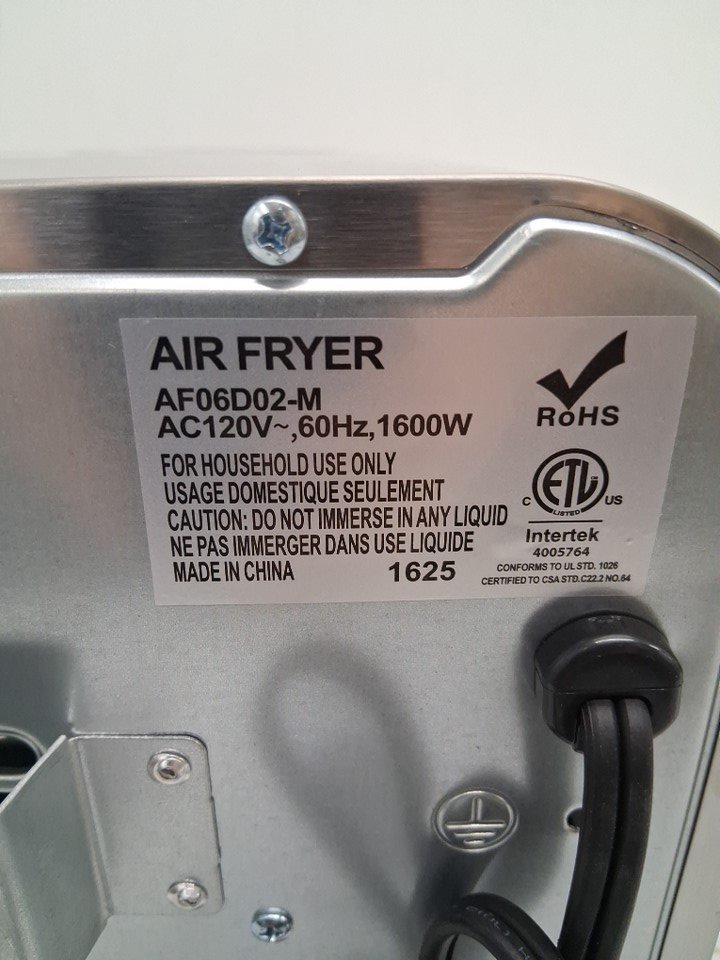 AIR FRYER
AF06D02-M
AC120V~,60Hz,1600W
FOR HOUSEHOLD USE ONLY
USAGE DOMESTIQUE SEULEMENT
CAUTION: DO NOT IMMERSE IN ANY LIQUID
NE PAS IMMERGER DANS USE LIQUIDE
MADE IN CHINA 1625
RoHS
C ETL US
LISTED
Intertek
4005764
CONFORMS TO UL STD. 1026
CERTIFIED TO CSA STD.C22.2 NO.64